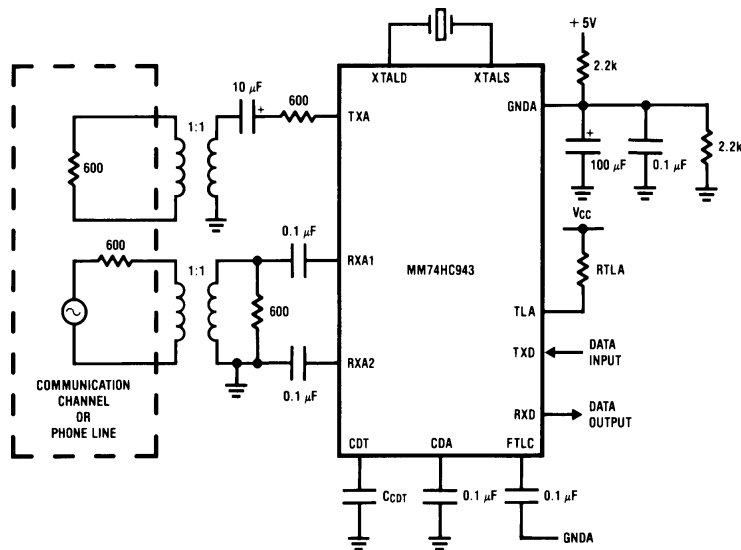 + 5V
2.2k
XTALD
XTALS
10 µF
+
600
TXA
GNDA
1:1
600
+
100 µF
0.1 µF
2.2k
0.1 µF
VCC
600
RXA1
MM74HC943
RTLA
1:1
600
TLA
TXD
DATA
INPUT
RXA2
0.1 µF
COMMUNICATION
CHANNEL
OR
PHONE LINE
RXD
DATA
OUTPUT
CDT
CDA
FTLC
CCDT
0.1 µF
0.1 µF
GNDA